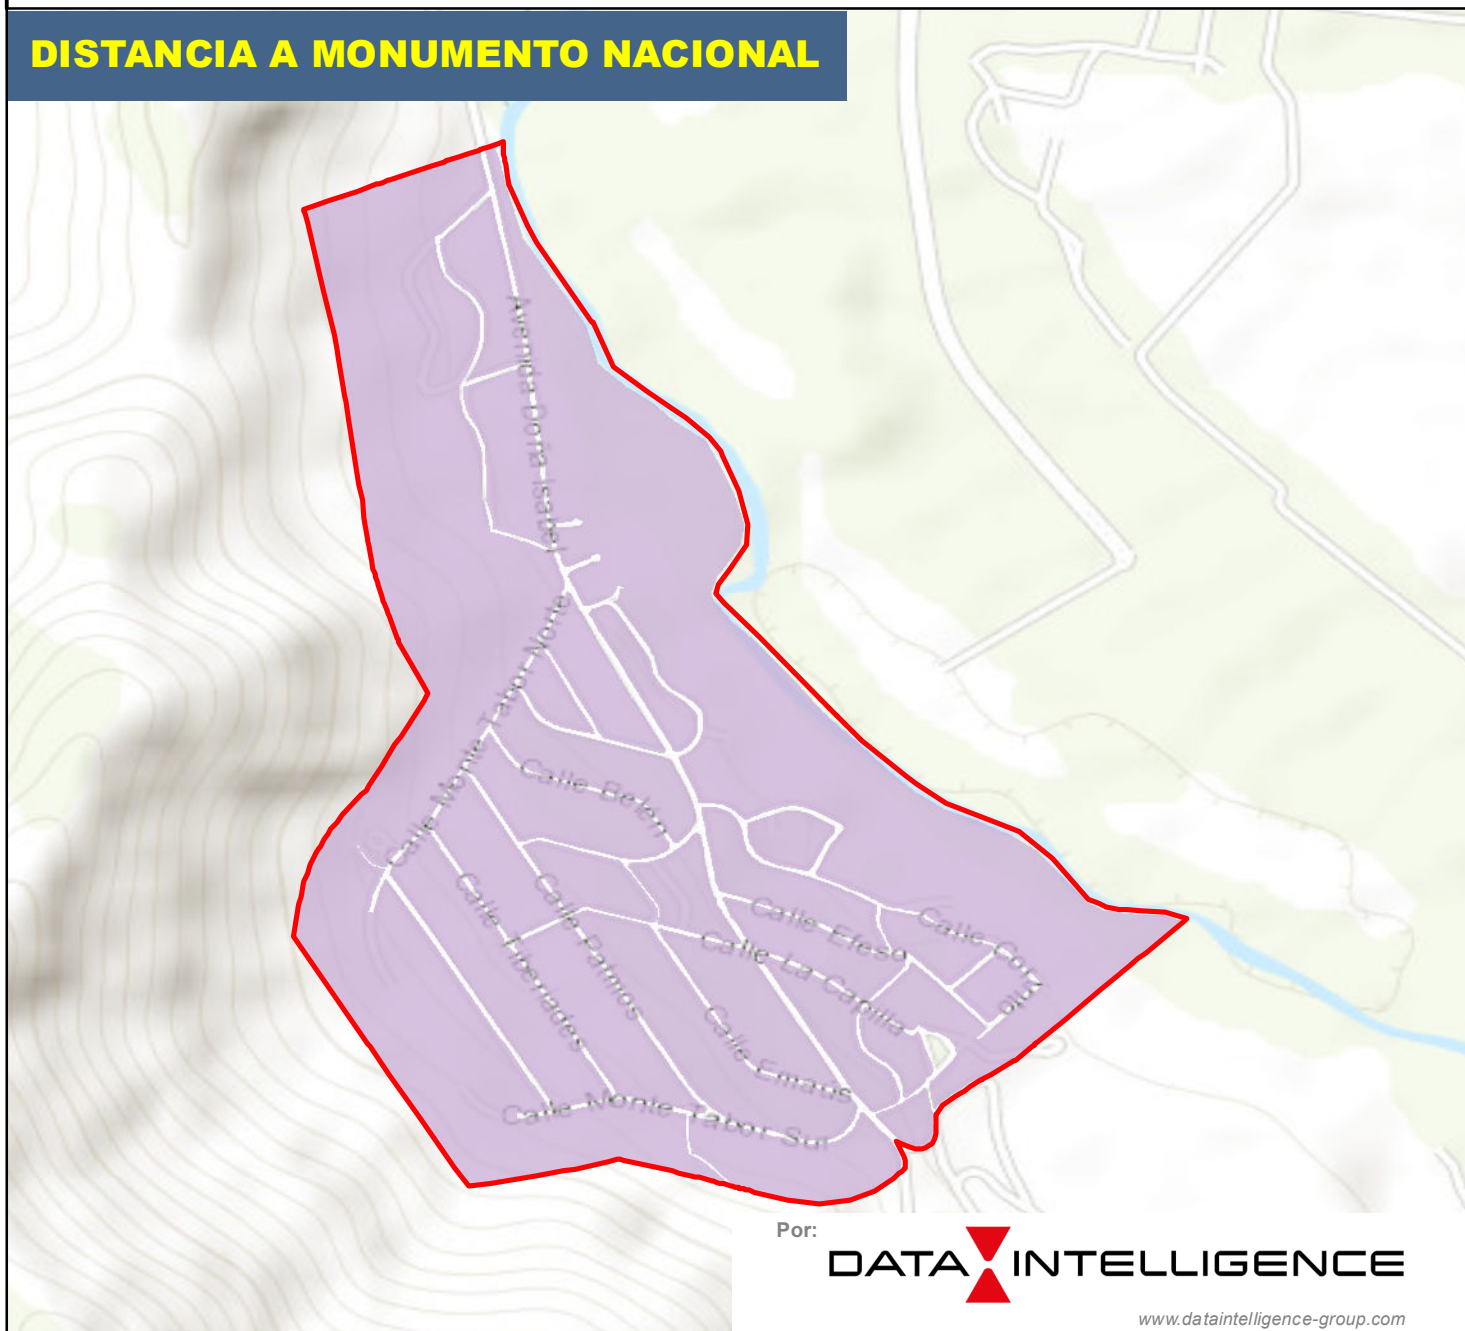 DISTANCIA A MONUMENTO NACIONAL
Avenida Doña Isabel
Calle Monte Tabor Norte
Calle Belén
Calle Tiberiades
Calle Patmos
Calle Efeso
Calle Corinto
Calle La Capilla
Calle Emaús
Calle Monte Tabor Sur
Por:
DATA INTELLIGENCE
www.dataintelligence-group.com